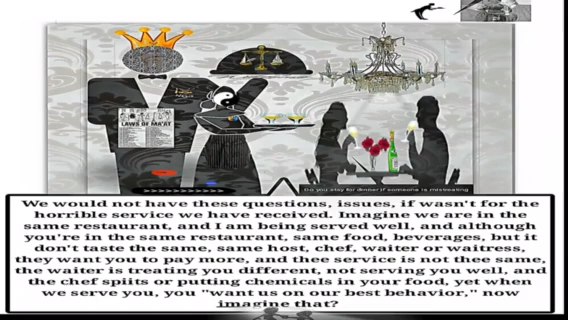 LAWS OF MA'AT
Do you stay for dinner if someone is mistreating
We would not have these questions, issues, if wasn't for the
horrible service we have received. Imagine we are in the
same restaurant, and I am being served well, and although
you're in the same restaurant, same food, beverages, but it
don't taste the same, same host, chef, waiter or waitress,
they want you to pay more, and thee service is not thee same,
the waiter is treating you different, not serving you well, and
the chef spiits or putting chemicals in your food, yet when
we serve you, you "want us on our best behavior," now
imagine that?